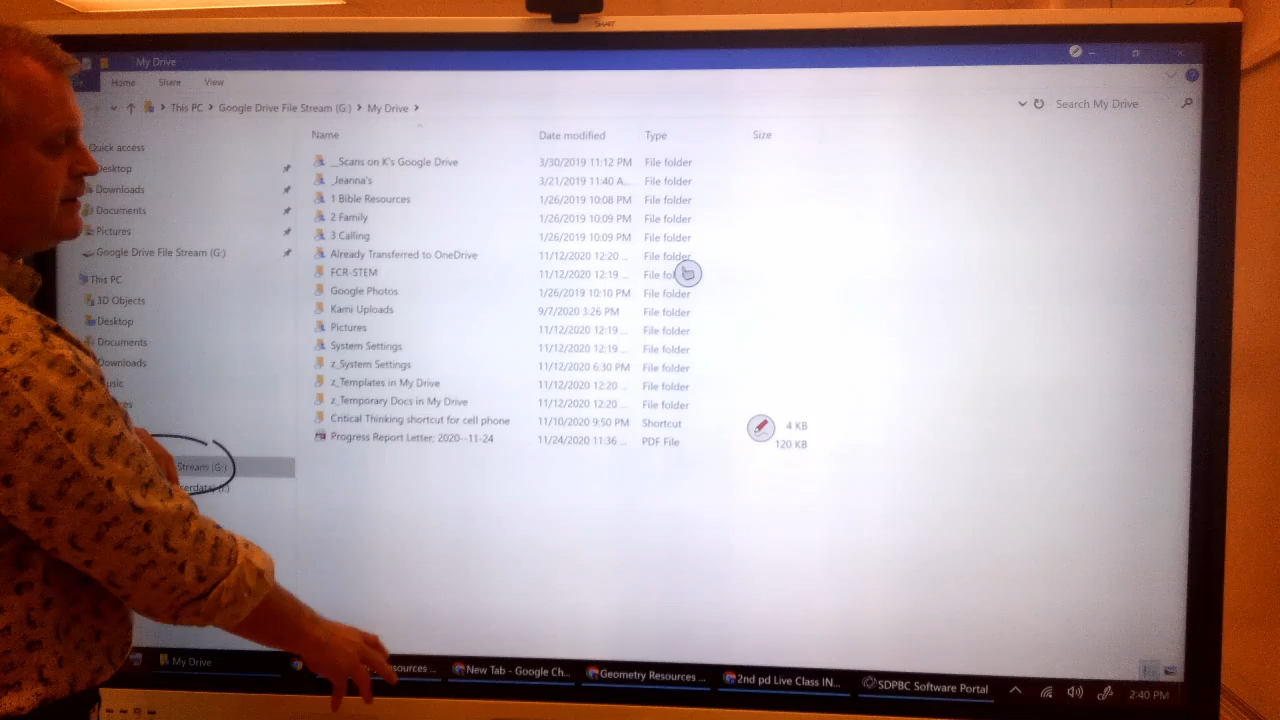 SMART
My Drive
Home Share View
This PC > Google Drive File Stream (G:) > My Drive >
Search My Drive
Name Date modified Type Size
Quick access
Desktop
Downloads
Documents
Pictures
Google Drive File Stream (G:)
This PC
3D Objects
Desktop
Documents
Downloads
Stream (G:)
__Scans on K's Google Drive 3/30/2019 11:12 PM File folder
_Jeanna's 3/21/2019 11:40 A... File folder
1 Bible Resources 1/26/2019 10:08 PM File folder
2 Family 1/26/2019 10:09 PM File folder
3 Calling 1/26/2019 10:09 PM File folder
Already Transferred to OneDrive 11/12/2020 12:20 ... File folder
FCR-STEM 11/12/2020 12:19 ... File fol
Google Photos 1/26/2019 10:10 PM File folder
Kami Uploads 9/7/2020 3:26 PM File folder
Pictures 11/12/2020 12:19 ... File folder
System Settings 11/12/2020 12:19 ... File folder
z_System Settings 11/12/2020 6:30 PM File folder
z_Templates in My Drive 11/12/2020 12:20 ... File folder
z_Temporary Docs in My Drive 11/12/2020 12:20 ... File folder
Critical Thinking shortcut for cell phone 11/10/2020 9:50 PM Shortcut 4 KB
Progress Report Letter, 2020--11-24 11/24/2020 11:36 ... PDF File 120 KB
My Drive
esources ...
New Tab - Google Ch...
Geometry Resources ...
2nd pd Live Class IN...
SDPBC Software Portal
2:40 PM